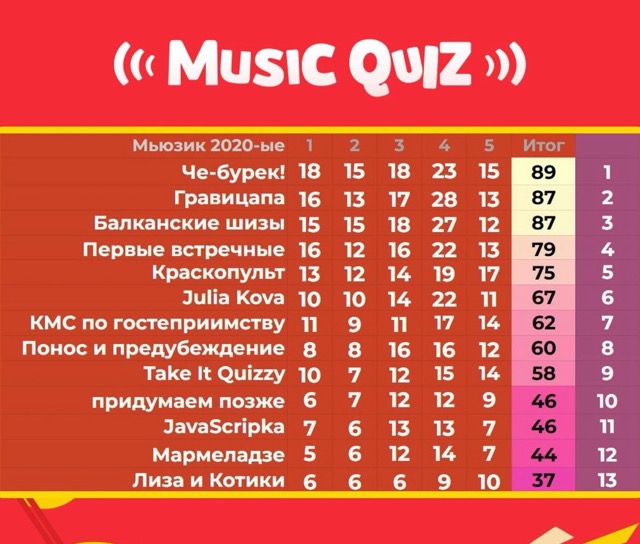 Music Quiz
Мьюзик 2020-ые 1 2 3 4 5 Итог
Че-бурек! 18 15 18 23 15 89 1
Гравицапа 16 13 17 28 13 87 2
Балканские шизы 15 15 18 27 12 87 3
Первые встречные 16 12 16 22 13 79 4
Краскопульт 13 12 14 19 17 75 5
Julia Kova 10 10 14 22 11 67 6
КМС по гостеприимству 11 9 11 17 14 62 7
Понос и предубеждение 8 8 16 16 12 60 8
Take It Quizzy 10 7 12 15 14 58 9
придумаем позже 6 7 12 12 9 46 10
JavaScripka 7 6 13 13 7 46 11
Мармеладзе 5 6 12 14 7 44 12
Лиза и Котики 6 6 6 9 10 37 13